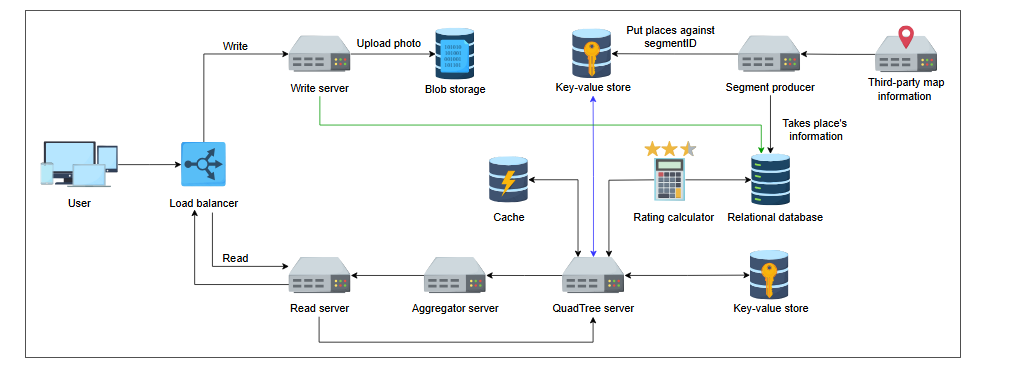 Write
Upload photo
Put places against
segmentID
Write server
Blob storage
Key-value store
Segment producer
Third-party map
information
Takes place's
information
User
Load balancer
Cache
Rating calculator
Relational database
Read
Read server
Aggregator server
QuadTree server
Key-value store